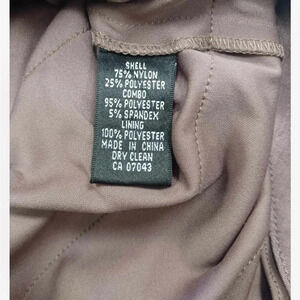 SHELL
75% NYLON
25% POLYESTER
COMBO
95% POLYESTER
5% SPANDEX
LINING
100% POLYESTER
MADE IN CHINA
DRY CLEAN
CA 07043